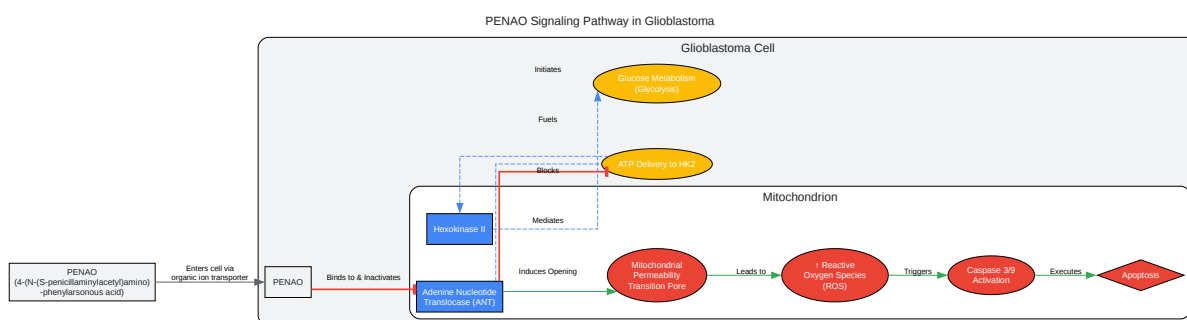 PENAO Signaling Pathway in Glioblastoma
Glioblastoma Cell
Initiates
Glucose Metabolism
(Glycolysis)
Fuels
Blocks
ATP Delivery to HK2
Mitochondrion
Hexokinase II
Mediates
PENAO
(4-(N-(S-penicillaminylacetyl)amino)
-phenylarsonous acid)
Enters cell via
organic ion transporter
PENAO
Binds to & Inactivates
Adenine Nucleotide
Translocase (ANT)
Induces Opening
Mitochondrial
Permeability
Transition Pore
Leads to
↑ Reactive
Oxygen Species
(ROS)
Triggers
Caspase 3/9
Activation
Executes
Apoptosis